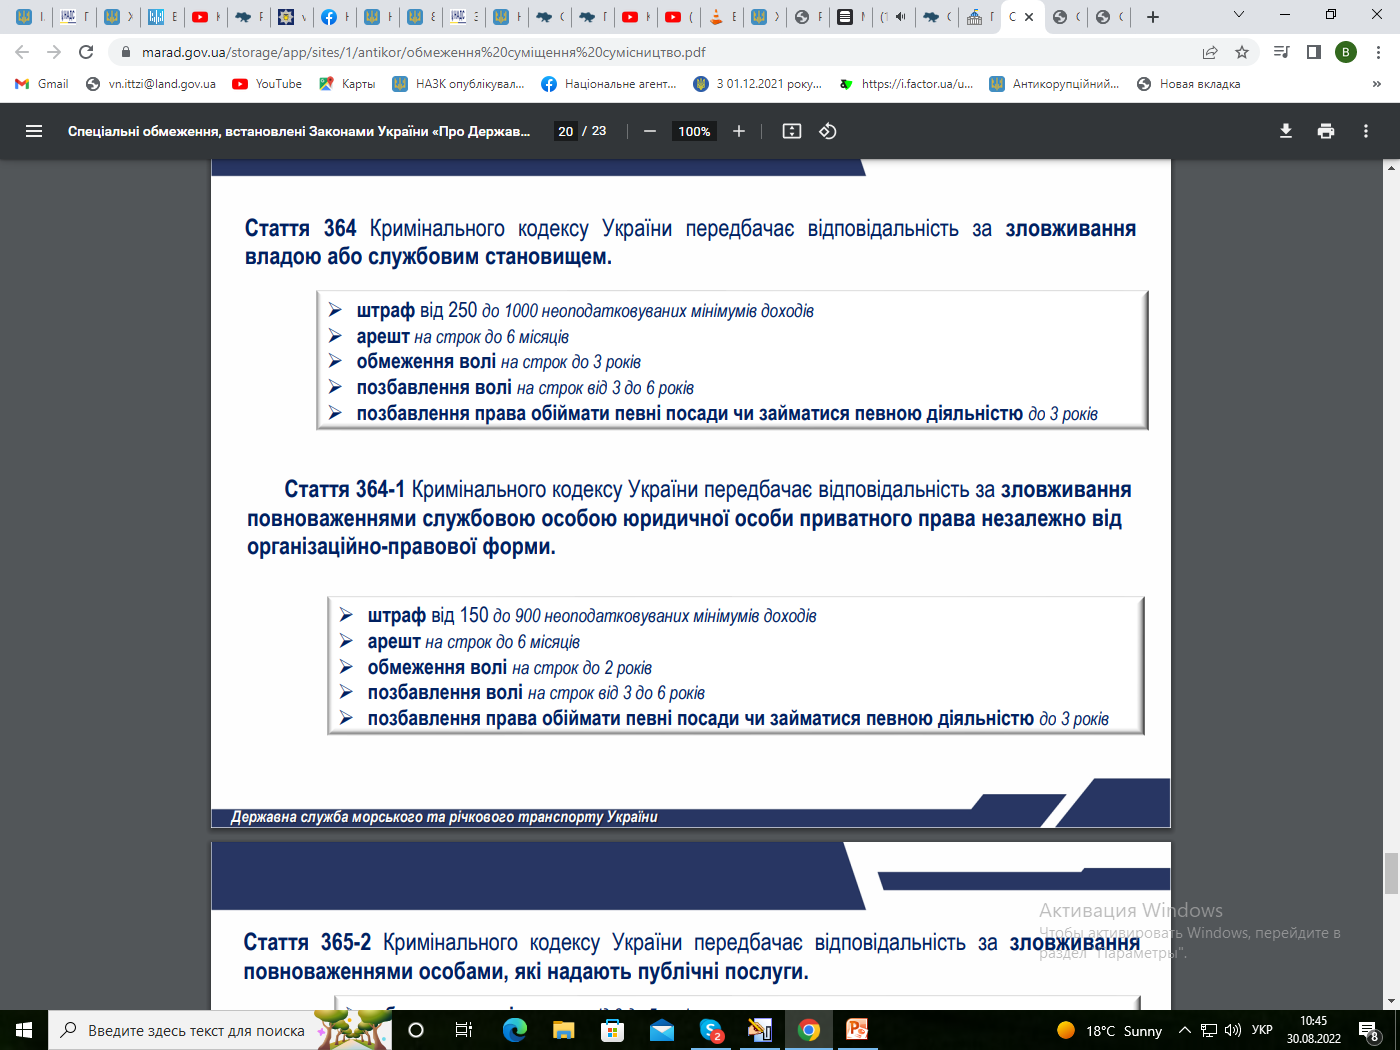 marad.gov.ua/storage/app/sites/1/antikor/обмеження%20суміщення%20сумісництво.pdf
B
Gmail
vn.ittzi@land.gov.ua
YouTube
Карты
НАЗК опублікувал...
Національне агент...
З 01.12.2021 року...
https://i.factor.ua/u...
Антикорупційний...
Новая вкладка
»
Спеціальні обмеження, встановлені Законами України «Про Держав...
20 / 23
100%
Стаття 364 Кримінального кодексу України передбачає відповідальність за зловживання
владою або службовим становищем.
штраф від 250 до 1000 неоподатковуваних мінімумів доходів
арешт на строк до 6 місяців
обмеження волі на строк до 3 років
позбавлення волі на строк від 3 до 6 років
позбавлення права обіймати певні посади чи займатися певною діяльністю до 3 років
Стаття 364-1 Кримінального кодексу України передбачає відповідальність за зловживання
повноваженнями службовою особою юридичної особи приватного права незалежно від
організаційно-правової форми.
штраф від 150 до 900 неоподатковуваних мінімумів доходів
арешт на строк до 6 місяців
обмеження волі на строк до 2 років
позбавлення волі на строк від 3 до 6 років
позбавлення права обіймати певні посади чи займатися певною діяльністю до 3 років
Державна служба морського та річкового транспорту України
Стаття 365-2 Кримінального кодексу України передбачає відповідальність за зловживання
повноваженнями особами, які надають публічні послуги.
Активация Windows
Чтобы активировать Windows, перейдите в
раздел "Параметры".
Введите здесь текст для поиска
2
18°C Sunny
УКР
10:45
30.08.2022
8